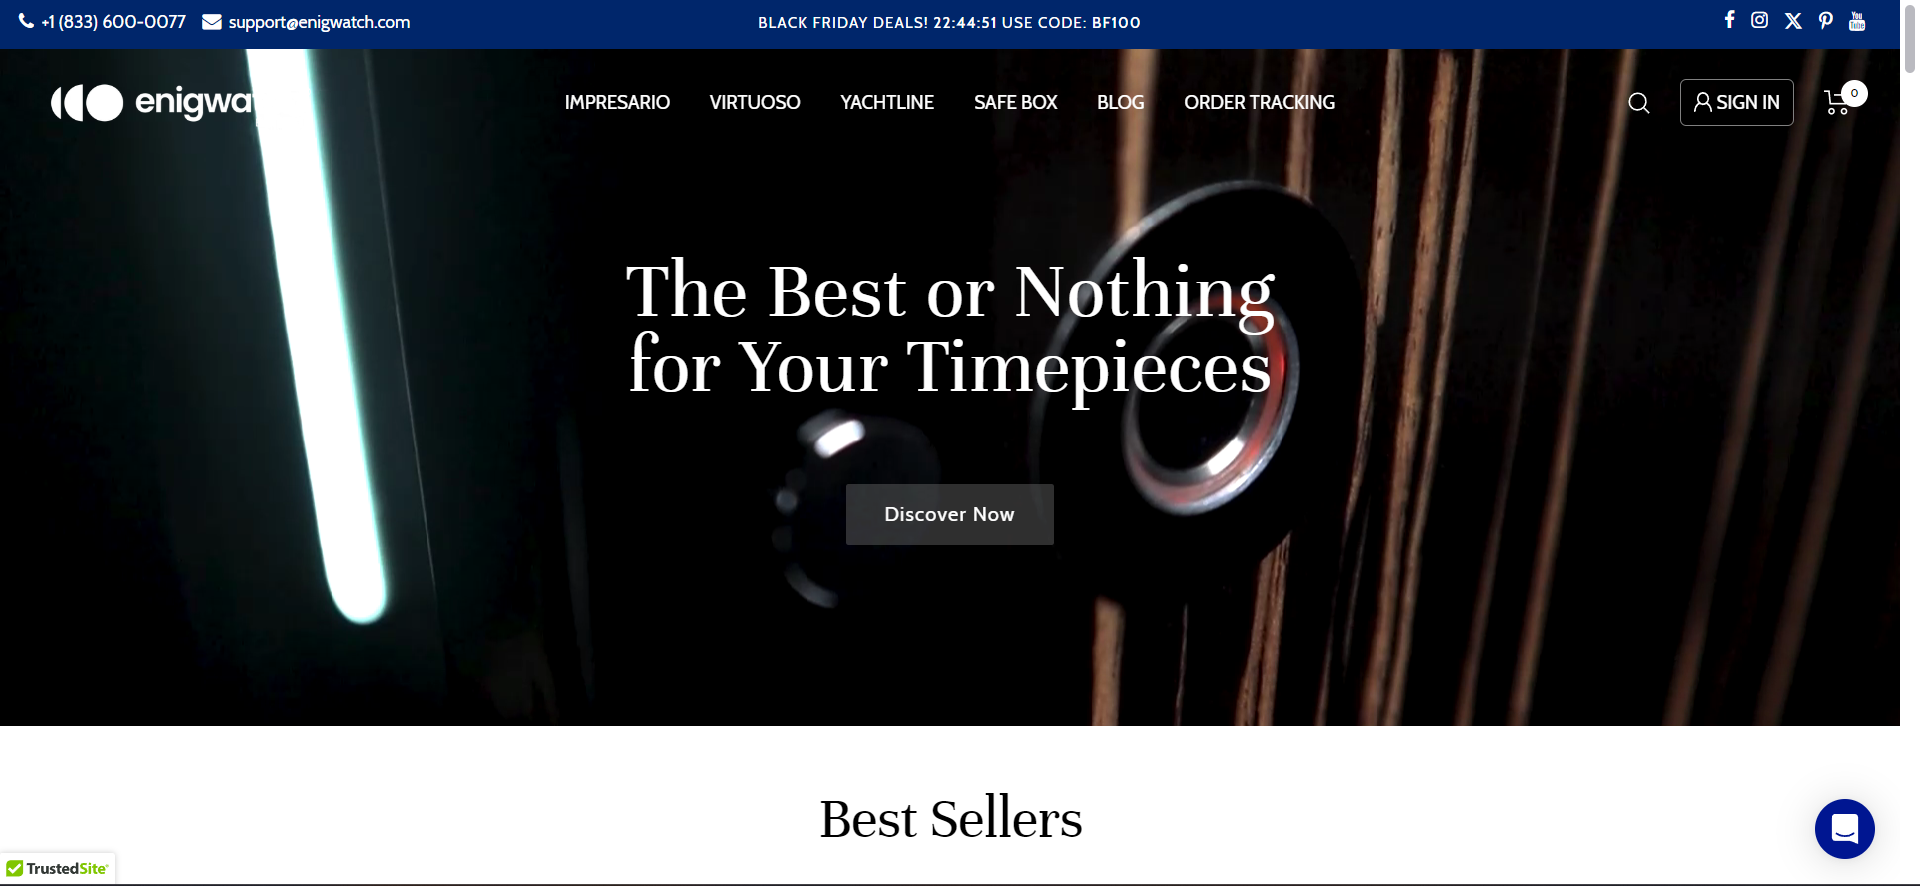 +1 (833) 600-0077 support@enigwatch.com BLACK FRIDAY DEALS! 22:44:51 USE CODE: BF100 You Tube
IMPRESARIO VIRTUOSO YACHTLINE SAFE BOX BLOG ORDER TRACKING SIGN IN 0
The Best or Nothing
for Your Timepieces
Discover Now
Best Sellers
TrustedSite